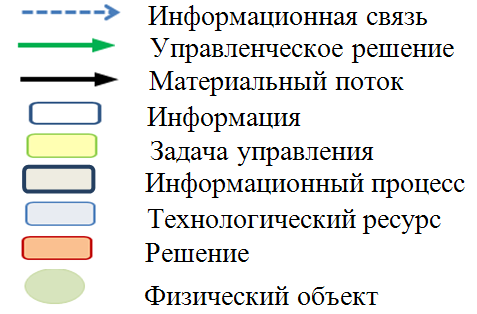 Информационная связь
Управленческое решение
Материальный поток
Информация
Задача управления
Информационный процесс
Технологический ресурс
Решение
Физический объект